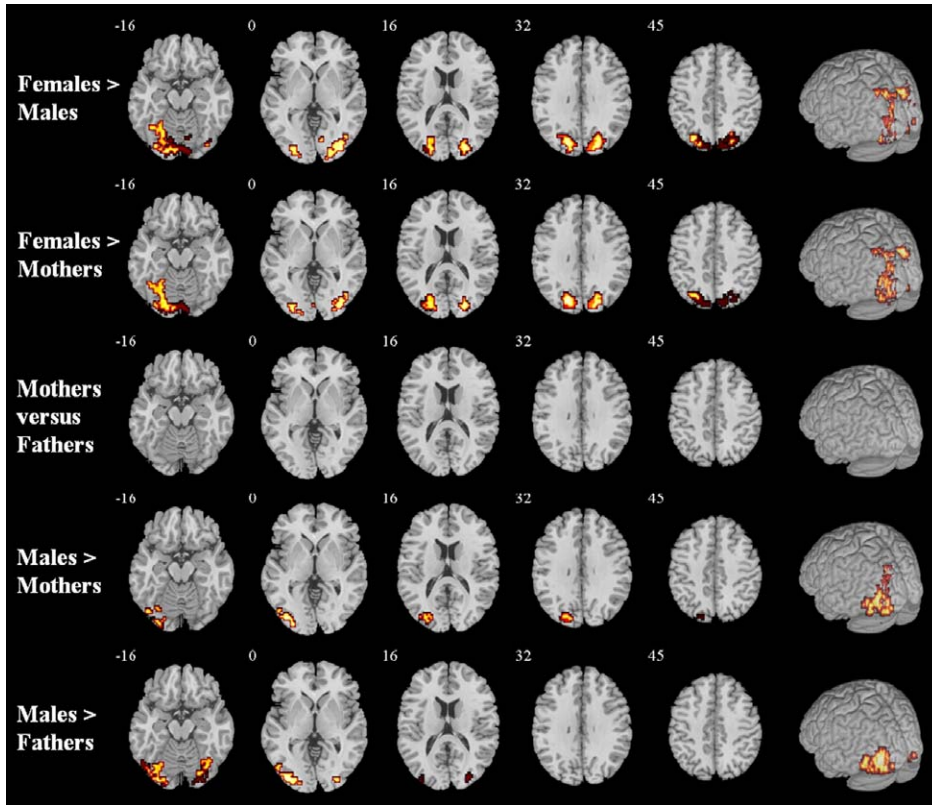 -16 0 16 32 45
Females >
Males
-16 0 16 32 45
Females >
Mothers
-16 0 16 32 45
Mothers
versus
Fathers
-16 0 16 32 45
Males >
Mothers
-16 0 16 32 45
Males >
Fathers